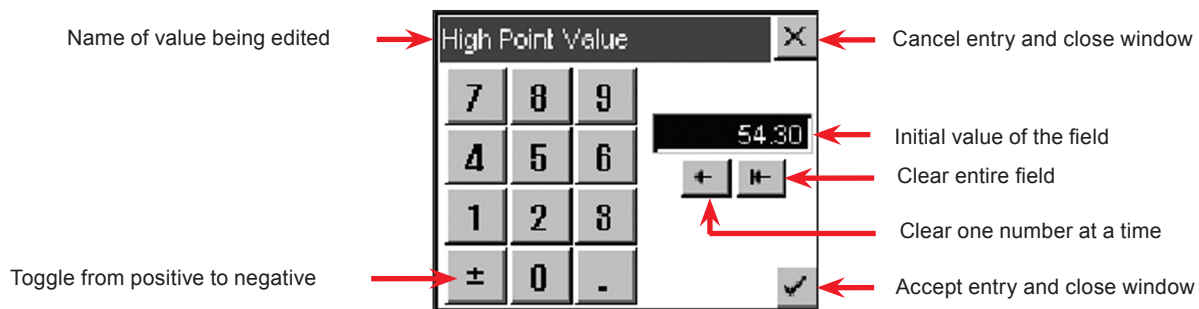 Name of value being edited
High Point Value
Cancel entry and close window
7 8 9
54.30
Initial value of the field
4 5 6
Clear entire field
1 2 3
Clear one number at a time
Toggle from positive to negative
± 0 .
Accept entry and close window